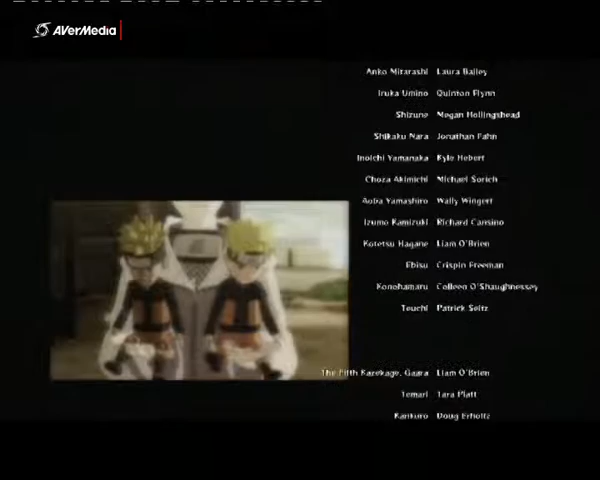 AVerMedia
Anko Mitarashi Laura Bailey
Iruka Umino Quinton Flynn
Shizune Megan Hollingshead
Shikaku Nara Jonathan Fahn
Inoichi Yamanaka Kyle Hebert
Choza Akimichi Michael Sorich
Aoba Yamashiro Wally Wingert
Izumo Kamizuki Richard Cansino
Kotetsu Hagane Liam O'Brien
Ebisu Crispin Freeman
Konohamaru Colleen O'Shaughnessey
Teuchi Patrick Seitz
The Fifth Kazekage, Gaara Liam O'Brien
Temari Tara Platt
Kankuro Doug Erholtz